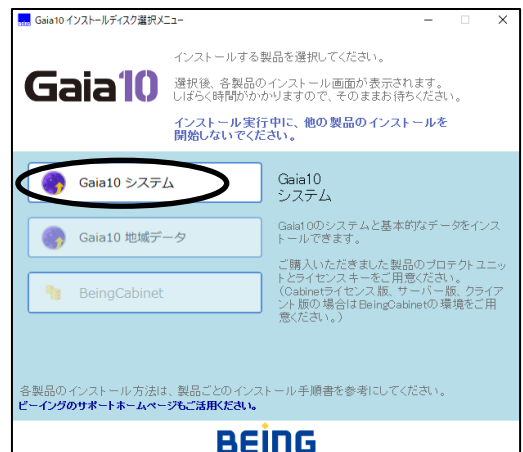 Gaia10 インストールディスク選択メニュー
インストールする製品を選択してください。
Gaia10
選択後、各製品のインストール画面が表示されます。
しばらく時間がかかりますので、そのままお待ちください。
インストール実行中に、他の製品のインストールを
開始しないでください。
Gaia10 システム
Gaia10
システム
Gaia10のシステムと基本的なデータをインス
トールできます。
Gaia10 地域データ
ご購入いただきました製品のプロテクトユニッ
トとライセンスキーをご用意ください。
(Cabinetライセンス版、サーバー版、クライア
ント版の場合はBeingCabinetの環境をご用
意ください。)
BeingCabinet
各製品のインストール方法は、製品ごとのインストール手順書を参考にしてください。
ビーイングのサポートホームページもご活用ください。
BEING